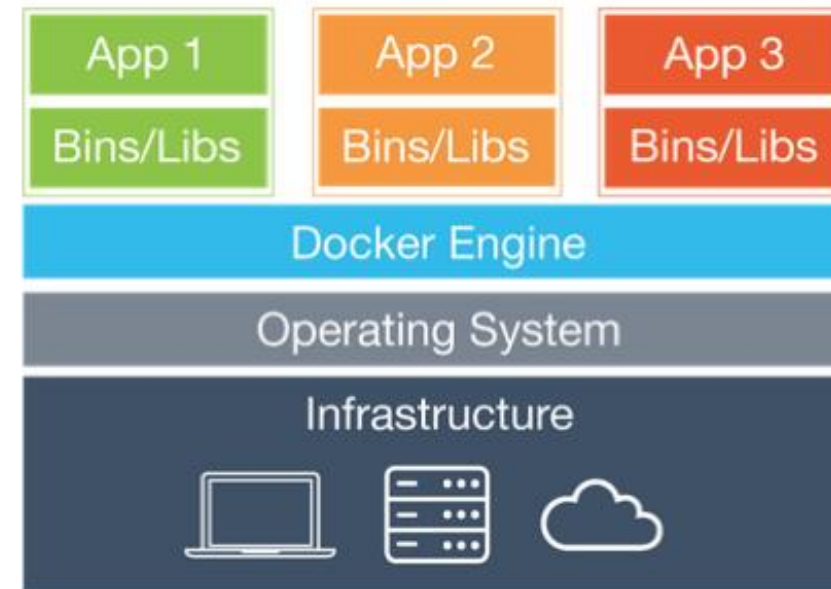 App 1
App 2
App 3
Bins/Libs
Bins/Libs
Bins/Libs
Docker Engine
Operating System
Infrastructure